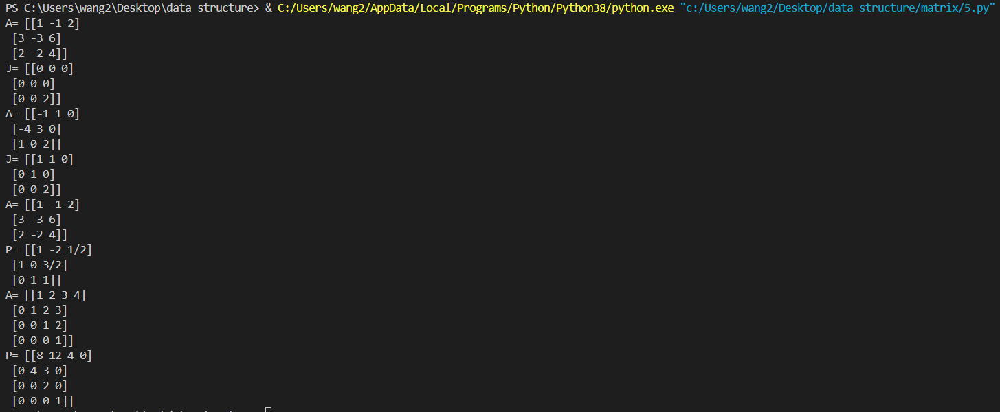 PS C:\Users\wang2\Desktop\data structure> & C:/Users/wang2/AppData/Local/Programs/Python/Python38/python.exe "c:/Users/wang2/Desktop/data structure/matrix/5.py"
A= [[1 -1 2]
 [3 -3 6]
 [2 -2 4]]
J= [[0 0 0]
 [0 0 0]
 [0 0 2]]
A= [[-1 1 0]
 [-4 3 0]
 [1 0 2]]
J= [[1 1 0]
 [0 1 0]
 [0 0 2]]
A= [[1 -1 2]
 [3 -3 6]
 [2 -2 4]]
P= [[1 -2 1/2]
 [1 0 3/2]
 [0 1 1]]
A= [[1 2 3 4]
 [0 1 2 3]
 [0 0 1 2]
 [0 0 0 1]]
P= [[8 12 4 0]
 [0 4 3 0]
 [0 0 2 0]
 [0 0 0 1]]